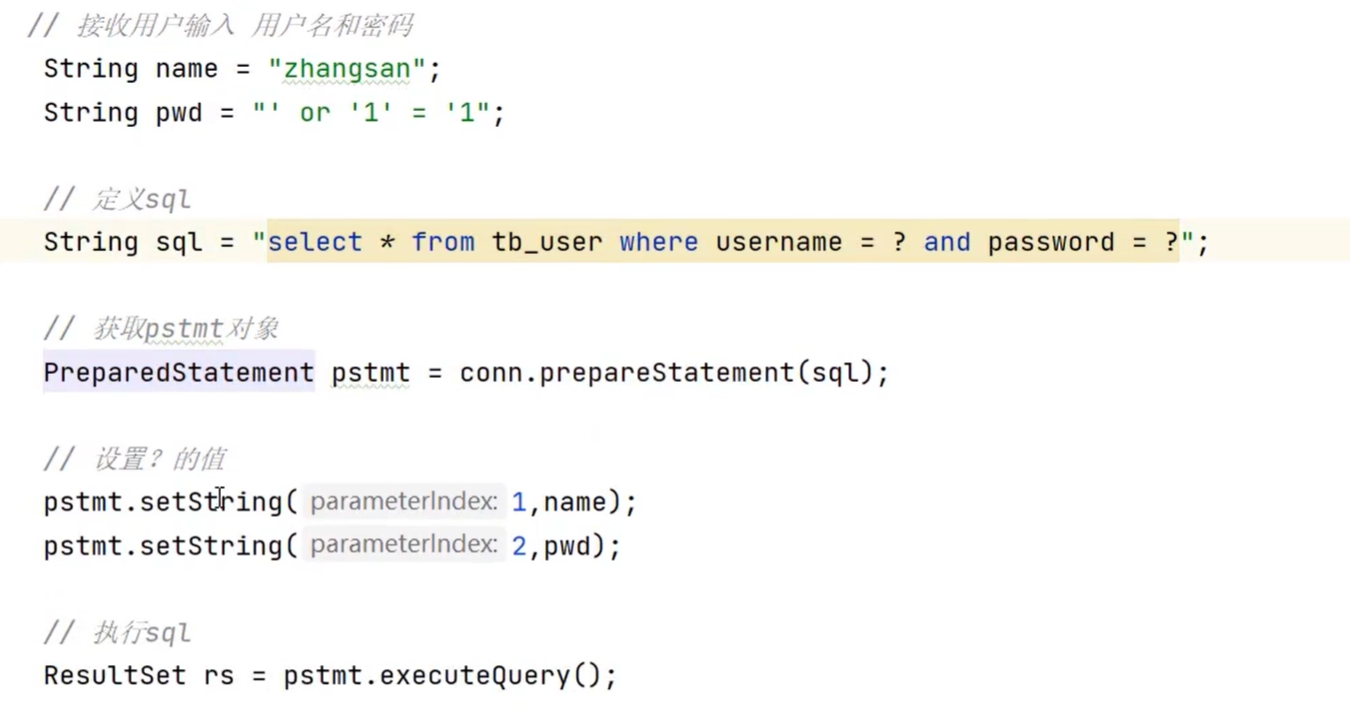 // 接收用户输入 用户名和密码
String name = "zhangsan";
String pwd = "' or '1' = '1";
// 定义sql
String sql = "select * from tb_user where username = ? and password = ?";
// 获取pstmt对象
PreparedStatement pstmt = conn.prepareStatement(sql);
// 设置？的值
pstmt.setString( parameterIndex: 1,name);
pstmt.setString( parameterIndex: 2,pwd);
// 执行sql
ResultSet rs = pstmt.executeQuery();